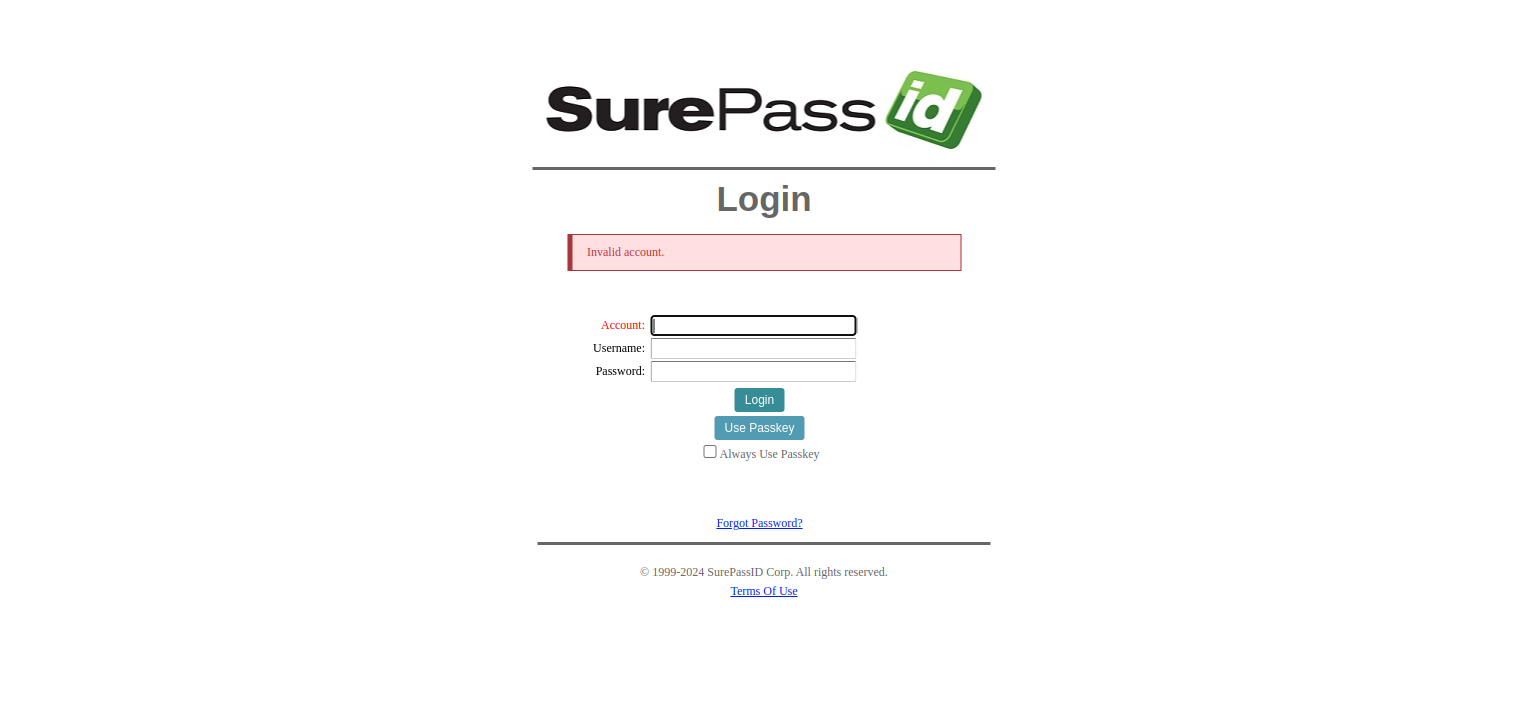 SurePass id
Login
Invalid account.
Account:
Username:
Password:
Login
Use Passkey
Always Use Passkey
Forgot Password?
© 1999-2024 SurePassID Corp. All rights reserved.
Terms Of Use